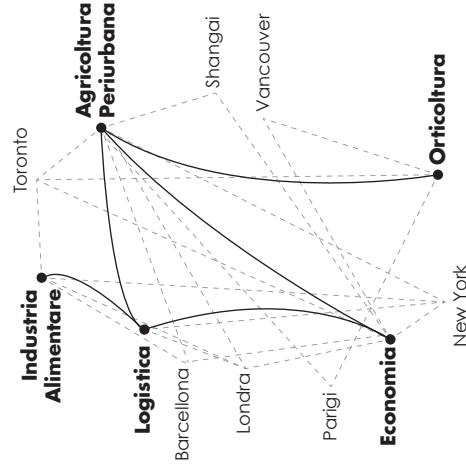 Industria
Alimentare
Toronto
Agricoltura
Periurbana
Logistica
Shangai
Barcellona
Vancouver
Londra
Parigi
Economia
Orticoltura
New York